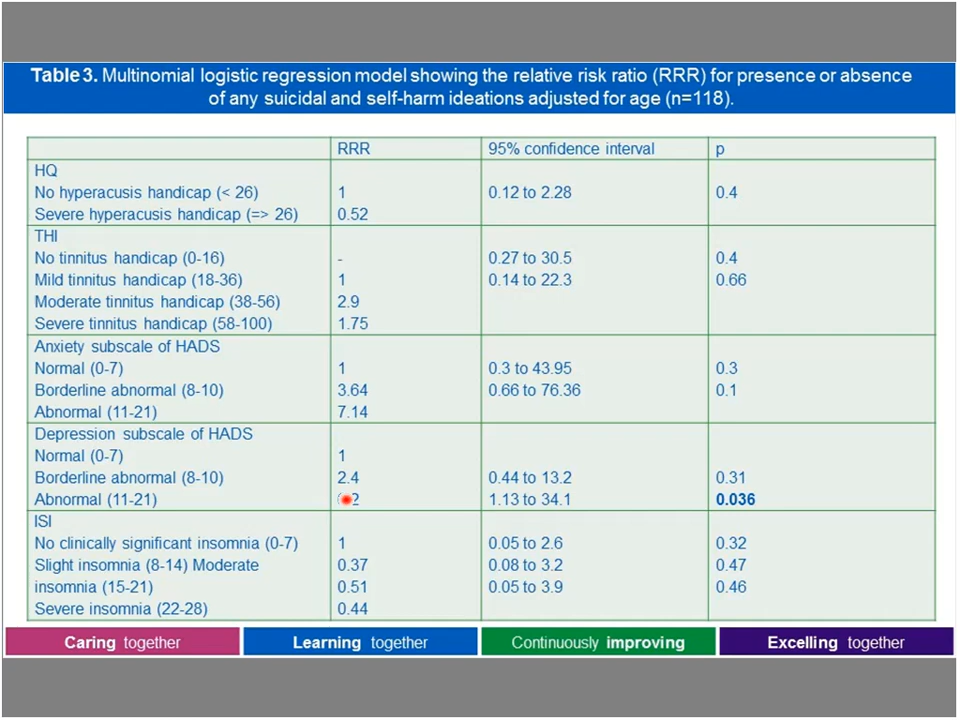 Table 3. Multinomial logistic regression model showing the relative risk ratio (RRR) for presence or absence
of any suicidal and self-harm ideations adjusted for age (n=118).
RRR 95% confidence interval p
HQ
No hyperacusis handicap (< 26) 1 0.12 to 2.28 0.4
Severe hyperacusis handicap (=> 26) 0.52
THI
No tinnitus handicap (0-16) - 0.27 to 30.5 0.4
Mild tinnitus handicap (18-36) 1 0.14 to 22.3 0.66
Moderate tinnitus handicap (38-56) 2.9
Severe tinnitus handicap (58-100) 1.75
Anxiety subscale of HADS
Normal (0-7) 1 0.3 to 43.95 0.3
Borderline abnormal (8-10) 3.64 0.66 to 76.36 0.1
Abnormal (11-21) 7.14
Depression subscale of HADS
Normal (0-7) 1
Borderline abnormal (8-10) 2.4 0.44 to 13.2 0.31
Abnormal (11-21) 1.13 to 34.1 0.036
ISI
No clinically significant insomnia (0-7) 1 0.05 to 2.6 0.32
Slight insomnia (8-14) Moderate 0.37 0.08 to 3.2 0.47
insomnia (15-21) 0.51 0.05 to 3.9 0.46
Severe insomnia (22-28) 0.44
Caring together Learning together Continuously improving Excelling together